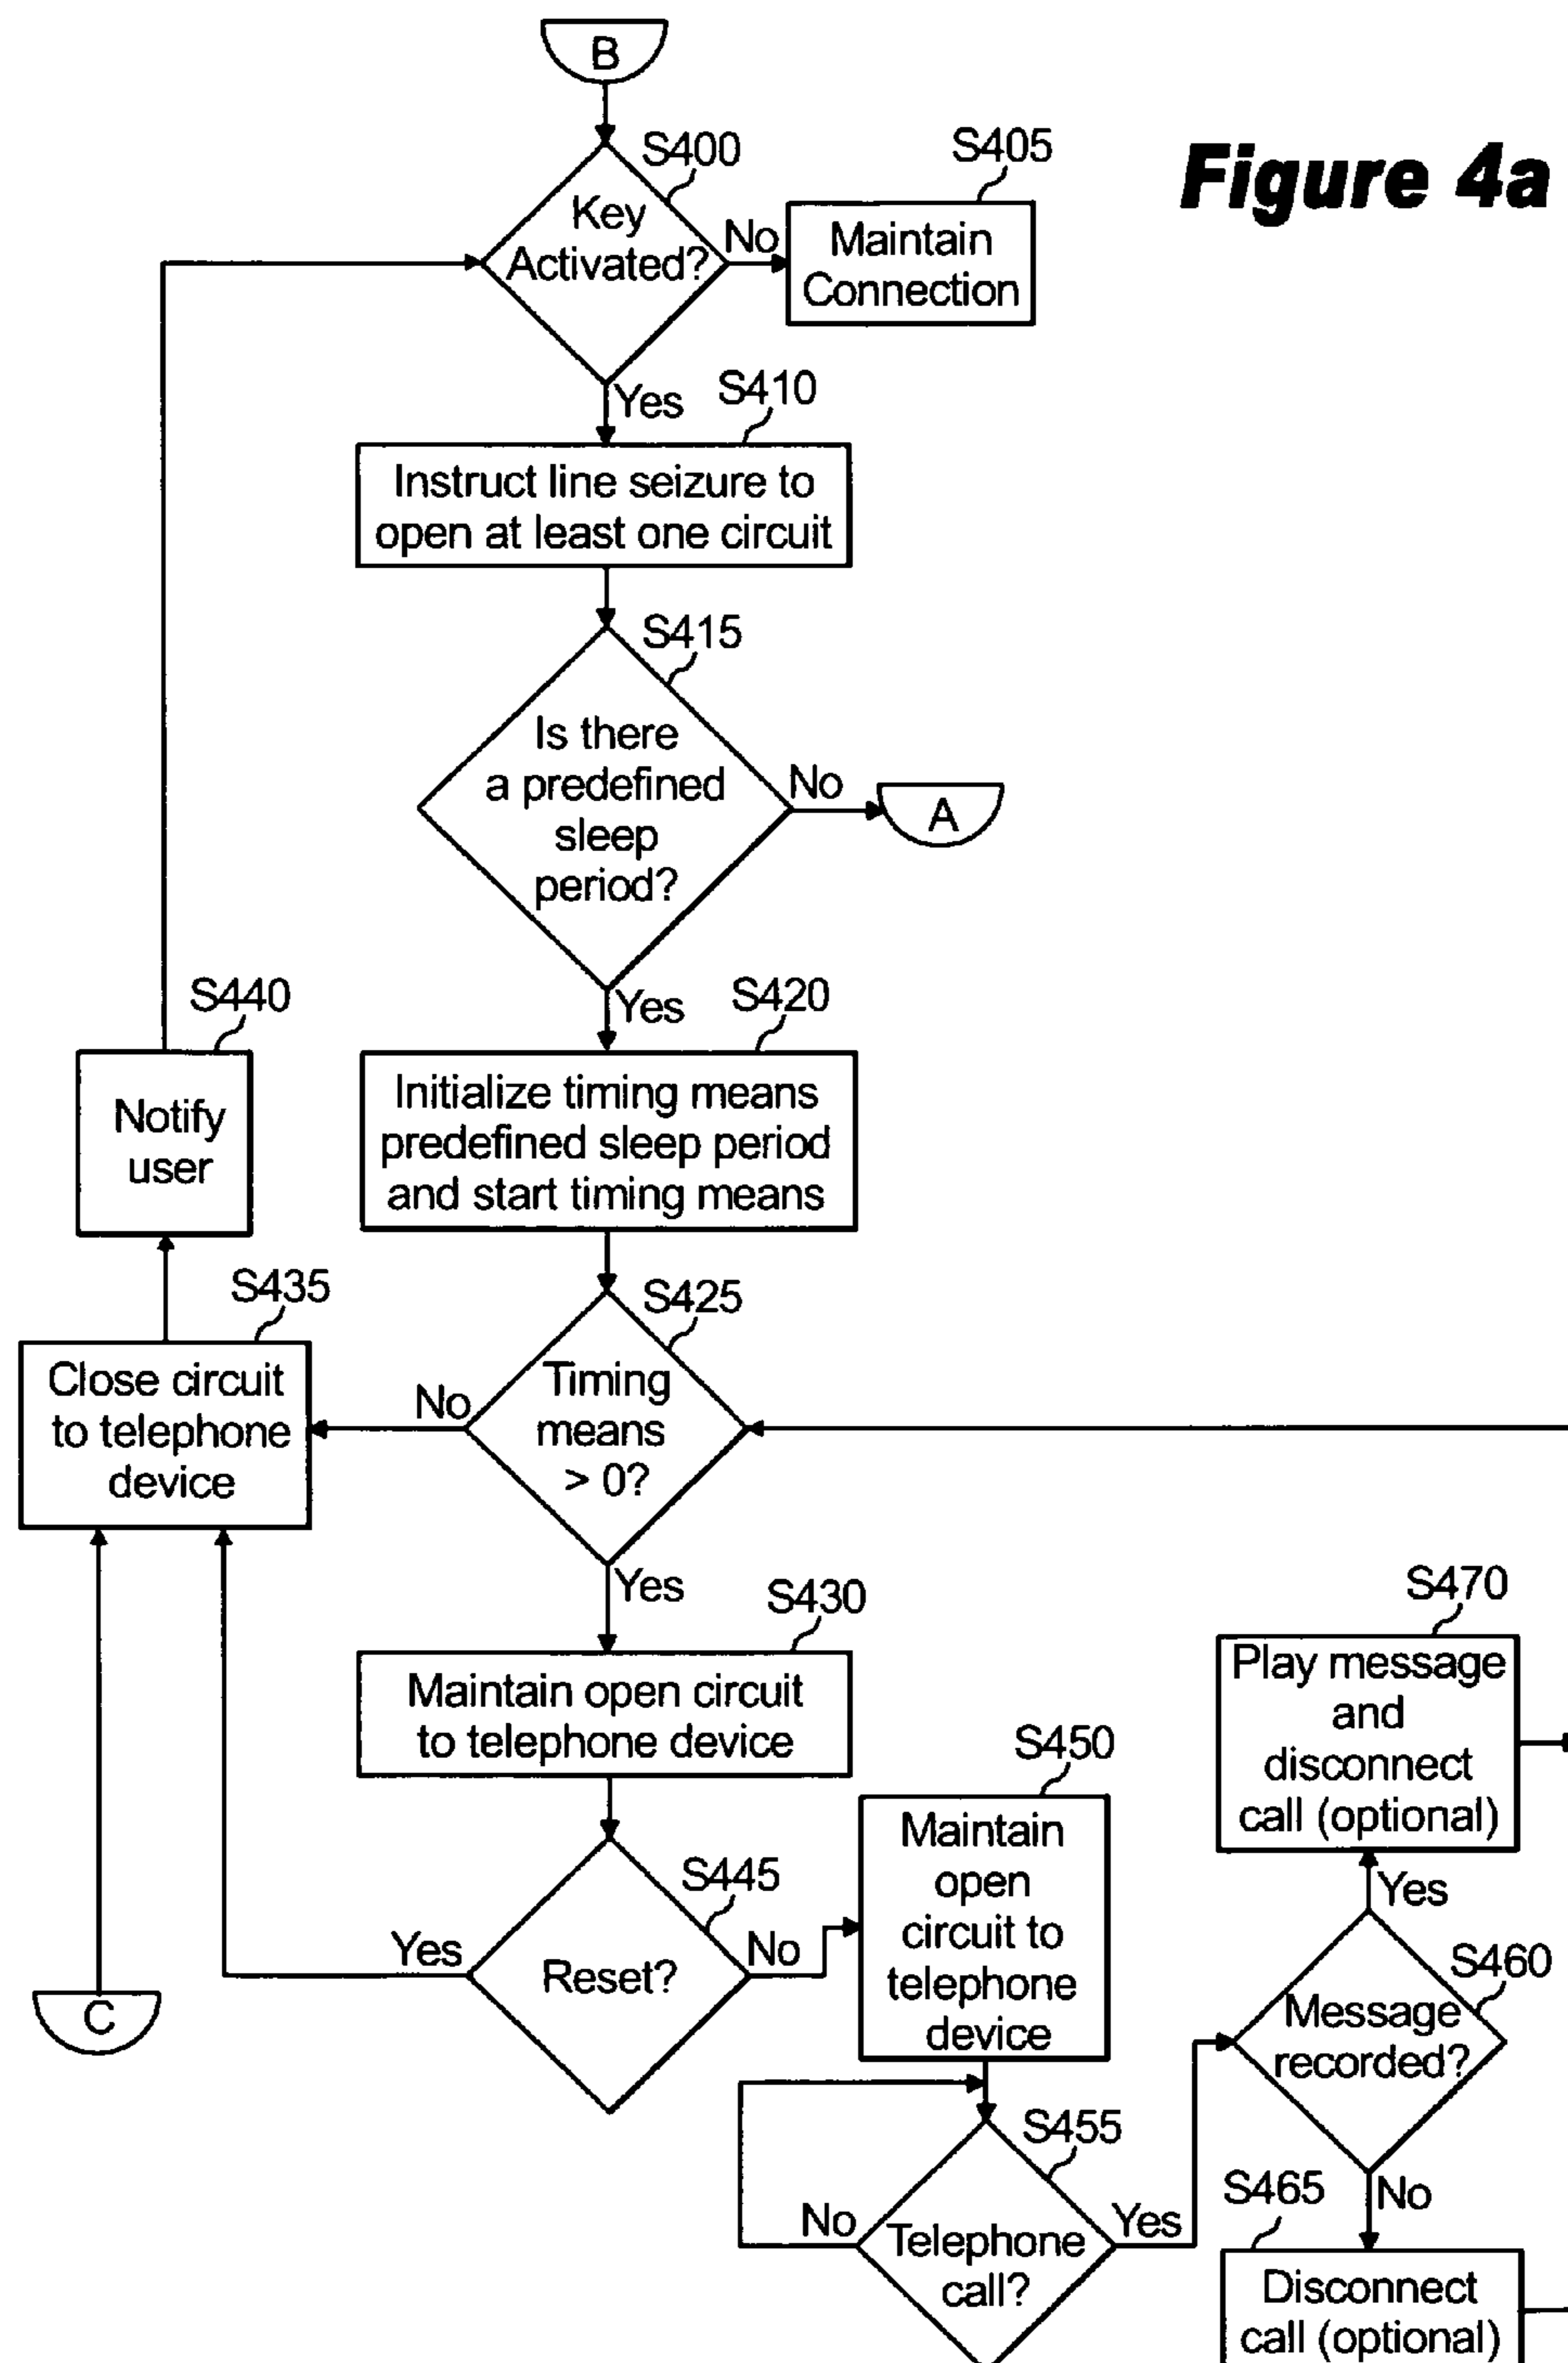 B
Figure 4a
S400
Key
Activated?
No
S405
Maintain
Connection
Yes
S410
Instruct line seizure to
open at least one circuit
S415
Is there
a predefined
sleep
period?
No
A
Yes
S420
Initialize timing means
predefined sleep period
and start timing means
S440
Notify
user
S435
Close circuit
to telephone
device
No
S425
Timing
means
> 0?
Yes
S430
Maintain open circuit
to telephone device
S445
Reset?
Yes
No
C
S450
Maintain
open
circuit to
telephone
device
S455
Telephone
call?
No
Yes
S460
Message
recorded?
Yes
S470
Play message
and
disconnect
call (optional)
No
S465
Disconnect
call (optional)